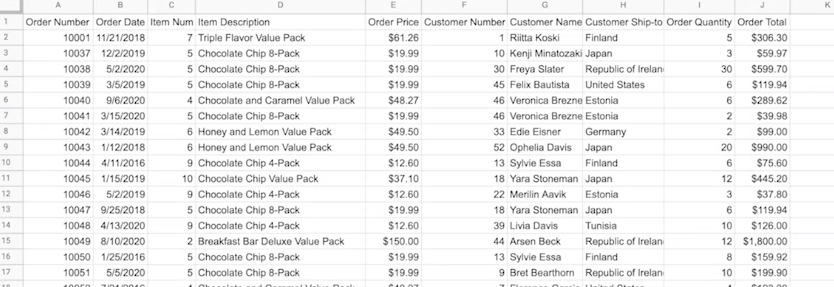 A B C D E F G H I J
1 Order Number Order Date Item Num Item Description Order Price Customer Number Customer Name Customer Ship-to Order Quantity Order Total
2 10001 11/21/2018 7 Triple Flavor Value Pack $61.26 1 Riitta Koski Finland 5 $306.30
3 10037 12/2/2019 5 Chocolate Chip 8-Pack $19.99 10 Kenji Minatozaki Japan 3 $59.97
4 10038 5/2/2020 5 Chocolate Chip 8-Pack $19.99 30 Freya Slater Republic of Irelan 30 $599.70
5 10039 3/5/2019 5 Chocolate Chip 8-Pack $19.99 45 Felix Bautista United States 6 $119.94
6 10040 9/6/2020 4 Chocolate and Caramel Value Pack $48.27 46 Veronica Brezne Estonia 6 $289.62
7 10041 3/15/2020 5 Chocolate Chip 8-Pack $19.99 46 Veronica Brezne Estonia 2 $39.98
8 10042 3/14/2019 6 Honey and Lemon Value Pack $49.50 33 Edie Eisner Germany 2 $99.00
9 10043 1/12/2018 6 Honey and Lemon Value Pack $49.50 52 Ophelia Davis Japan 20 $990.00
10 10044 4/11/2016 9 Chocolate Chip 4-Pack $12.60 13 Sylvie Essa Finland 6 $75.60
11 10045 1/15/2019 10 Chocolate Chip Value Pack $37.10 18 Yara Stoneman Japan 12 $445.20
12 10046 5/2/2019 9 Chocolate Chip 4-Pack $12.60 22 Merilin Aavik Estonia 3 $37.80
13 10047 9/25/2018 5 Chocolate Chip 8-Pack $19.99 18 Yara Stoneman Japan 6 $119.94
14 10048 4/13/2020 9 Chocolate Chip 4-Pack $12.60 39 Livia Davis Tunisia 10 $126.00
15 10049 8/10/2020 2 Breakfast Bar Deluxe Value Pack $150.00 44 Arsen Beck Republic of Irelan 12 $1,800.00
16 10050 1/25/2016 5 Chocolate Chip 8-Pack $19.99 13 Sylvie Essa Finland 8 $159.92
17 10051 5/5/2020 5 Chocolate Chip 8-Pack $19.99 9 Bret Bearthorn Republic of Irelan 10 $199.90